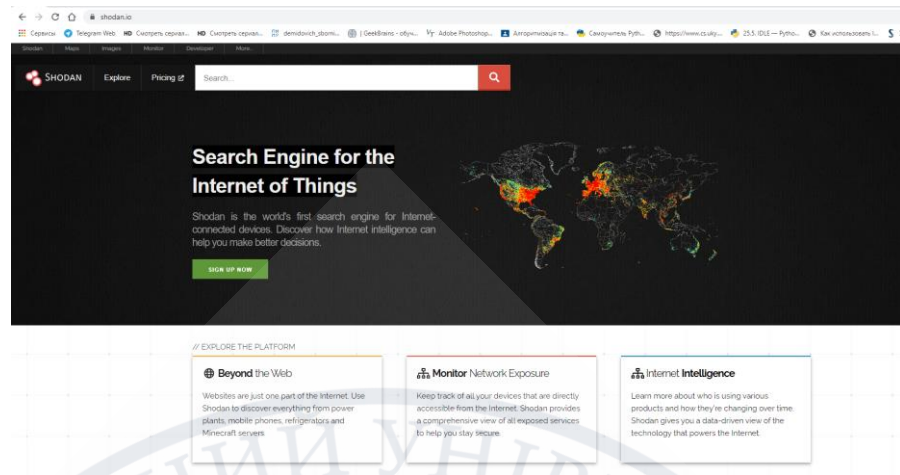 shodan.io
Сервисы Telegram Web HD Смотреть сериал... HD Смотреть сериал... demidovich_sborni... | GeekBrains - обуч... Adobe Photoshop... Алгоритмізація та... Самоучитель Pyth... https://www.cs.ukp... 25.5. IDLE — Pytho... Как использовать I...
Shodan Maps Images Monitor Developer More...
SHODAN Explore Pricing Search...
Search Engine for the
Internet of Things
Shodan is the world's first search engine for Internet-
connected devices. Discover how Internet intelligence can
help you make better decisions.
SIGN UP NOW
// EXPLORE THE PLATFORM
Beyond the Web
Websites are just one part of the Internet. Use
Shodan to discover everything from power
plants, mobile phones, refrigerators and
Minecraft servers.
Monitor Network Exposure
Keep track of all your devices that are directly
accessible from the Internet. Shodan provides
a comprehensive view of all exposed services
to help you stay secure.
Internet Intelligence
Learn more about who is using various
products and how they're changing over time.
Shodan gives you a data-driven view of the
technology that powers the Internet.